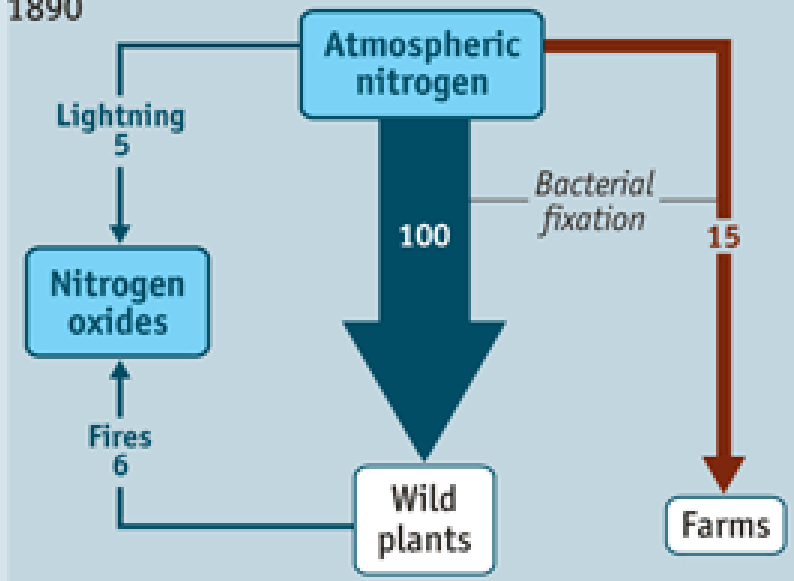 1890
Atmospheric
nitrogen
Lightning
5
Bacterial
fixation
100
15
Nitrogen
oxides
Fires
6
Wild
plants
Farms